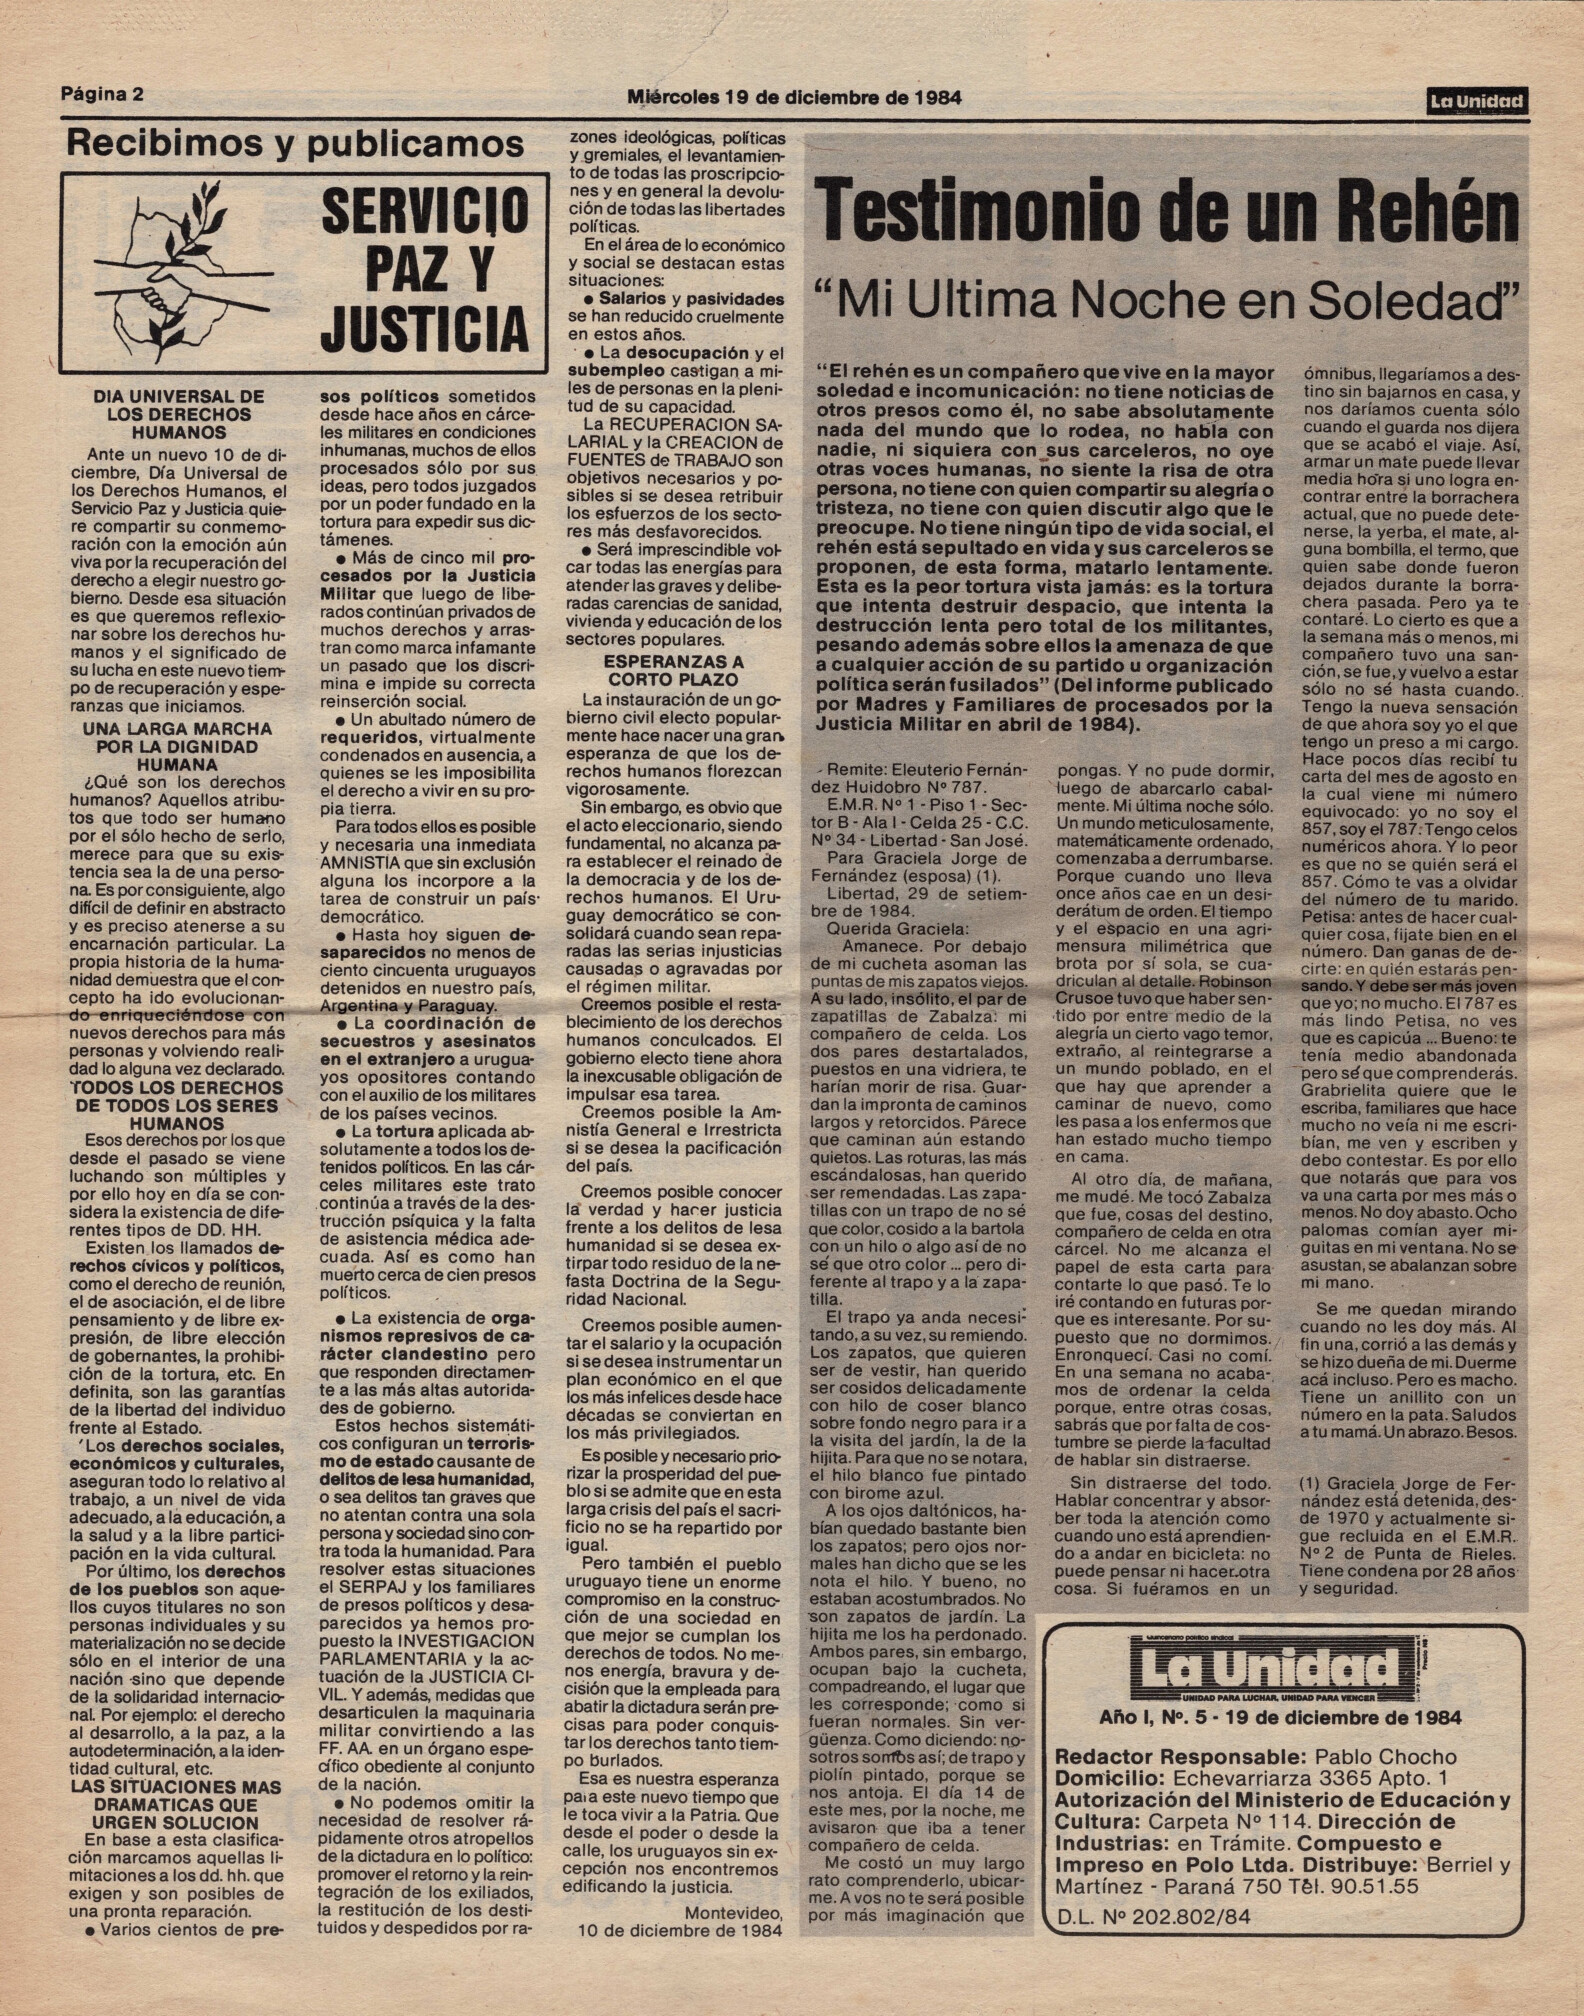 Página 2
Miércoles 19 de diciembre de 1984
La Unidad
Recibimos y publicamos
SERVICIO
PAZ Y
JUSTICIA
DIA UNIVERSAL DE
LOS DERECHOS
HUMANOS
Ante un nuevo 10 de di-
ciembre, Día Universal de
los Derechos Humanos, el
Servicio Paz y Justicia quie-
re compartir su conmemo-
ración con la emoción aún
viva por la recuperación del
derecho a elegir nuestro go-
bierno. Desde esa situación
es que queremos reflexio-
nar sobre los derechos hu-
manos y el significado de
su lucha en este nuevo tiem-
po de recuperación y espe-
ranzas que iniciamos.
UNA LARGA MARCHA
POR LA DIGNIDAD
HUMANA
¿Qué son los derechos
humanos? Aquellos atribu-
tos que todo ser humano
por el sólo hecho de serlo,
merece para que su exis-
tencia sea la de una perso-
na. Es por consiguiente, algo
difícil de definir en abstracto
y es preciso atenerse a su
encarnación particular. La
propia historia de la huma-
nidad demuestra que el con-
cepto ha ido evolucionan-
do enriqueciéndose con
nuevos derechos para más
personas y volviendo reali-
dad lo alguna vez declarado.
TODOS LOS DERECHOS
DE TODOS LOS SERES
HUMANOS
Esos derechos por los que
desde el pasado se viene
luchando son múltiples y
por ello hoy en día se con-
sidera la existencia de dife-
rentes tipos de DD. HH.
Existen los llamados de-
rechos cívicos y políticos,
como el derecho de reunión,
el de asociación, el de libre
pensamiento y de libre ex-
presión, de libre elección
de gobernantes, la prohibi-
ción de la tortura, etc. En
definita, son las garantías
de la libertad del individuo
frente al Estado.
Los derechos sociales,
económicos y culturales,
aseguran todo lo relativo al
trabajo, a un nivel de vida
adecuado, a la educación, a
la salud y a la libre partici-
pación en la vida cultural.
Por último, los derechos
de los pueblos son aque-
llos cuyos titulares no son
personas individuales y su
materialización no se decide
sólo en el interior de una
nación sino que depende
de la solidaridad internacio-
nal. Por ejemplo: el derecho
al desarrollo, a la paz, a la
autodeterminación, a la iden-
tidad cultural, etc.
LAS SITUACIONES MAS
DRAMATICAS QUE
URGEN SOLUCION
En base a esta clasifica-
ción marcamos aquellas li-
mitaciones a los dd. hh. que
exigen y son posibles de
una pronta reparación.
● Varios cientos de pre-
sos políticos sometidos
desde hace años en cárce-
les militares en condiciones
inhumanas, muchos de ellos
procesados sólo por sus
ideas, pero todos juzgados
por un poder fundado en la
tortura para expedir sus dic-
támenes.
● Más de cinco mil pro-
cesados por la Justicia
Militar que luego de libe-
rados continúan privados de
muchos derechos y arras-
tran como marca infamante
un pasado que los discri-
mina e impide su correcta
reinserción social.
● Un abultado número de
requeridos, virtualmente
condenados en ausencia, a
quienes se les imposibilita
el derecho a vivir en su pro-
pia tierra.
Para todos ellos es posible
y necesaria una inmediata
AMNISTIA que sin exclusión
alguna los incorpore a la
tarea de construir un país
democrático.
● Hasta hoy siguen de-
saparecidos no menos de
ciento cincuenta uruguayos
detenidos en nuestro país,
Argentina y Paraguay.
● La coordinación de
secuestros y asesinatos
en el extranjero a urugua-
yos opositores contando
con el auxilio de los militares
de los países vecinos.
● La tortura aplicada ab-
solutamente a todos los de-
tenidos políticos. En las cár-
celes militares este trato
continúa a través de la des-
trucción psíquica y la falta
de asistencia médica ade-
cuada. Así es como han
muerto cerca de cien presos
políticos.
● La existencia de orga-
nismos represivos de ca-
rácter clandestino pero
que responden directamen-
te a las más altas autorida-
des de gobierno.
Estos hechos sistemáti-
cos configuran un terroris-
mo de estado causante de
delitos de lesa humanidad,
o sea delitos tan graves que
no atentan contra una sola
persona y sociedad sino con-
tra toda la humanidad. Para
resolver estas situaciones
el SERPAJ y los familiares
de presos políticos y desa-
parecidos ya hemos pro-
puesto la INVESTIGACION
PARLAMENTARIA y la ac-
tuación de la JUSTICIA CI-
VIL. Y además, medidas que
desarticulen la maquinaria
militar convirtiendo a las
FF. AA. en un órgano espe-
cífico obediente al conjunto
de la nación.
● No podemos omitir la
necesidad de resolver rá-
pidamente otros atropellos
de la dictadura en lo político:
promover el retorno y la rein-
tegración de los exiliados,
la restitución de los desti-
tuidos y despedidos por ra-
zones ideológicas, políticas
y gremiales, el levantamien-
to de todas las proscripcio-
nes y en general la devolu-
ción de todas las libertades
políticas.
En el área de lo económico
y social se destacan estas
situaciones:
● Salarios y pasividades
se han reducido cruelmente
en estos años.
● La desocupación y el
subempleo castigan a mi-
les de personas en la pleni-
tud de su capacidad.
La RECUPERACION SA-
LARIAL y la CREACION de
FUENTES de TRABAJO son
objetivos necesarios y po-
sibles si se desea retribuir
los esfuerzos de los secto-
res más desfavorecidos.
● Será imprescindible vol-
car todas las energías para
atender las graves y delibe-
radas carencias de sanidad,
vivienda y educación de los
sectores populares.
ESPERANZAS A
CORTO PLAZO
La instauración de un go-
bierno civil electo popular-
mente hace nacer una gran
esperanza de que los de-
rechos humanos florezcan
vigorosamente.
Sin embargo, es obvio que
el acto eleccionario, siendo
fundamental, no alcanza pa-
ra establecer el reinado de
la democracia y de los de-
rechos humanos. El Uru-
guay democrático se con-
solidará cuando sean repa-
radas las serias injusticias
causadas o agravadas por
el régimen militar.
Creemos posible el resta-
blecimiento de los derechos
humanos conculcados. El
gobierno electo tiene ahora
la inexcusable obligación de
impulsar esa tarea.
Creemos posible la Am-
nistía General e Irrestricta
si se desea la pacificación
del país.
Creemos posible conocer
la verdad y hacer justicia
frente a los delitos de lesa
humanidad si se desea ex-
tirpar todo residuo de la ne-
fasta Doctrina de la Segu-
ridad Nacional.
Creemos posible aumen-
tar el salario y la ocupación
si se desea instrumentar un
plan económico en el que
los más infelices desde hace
décadas se conviertan en
los más privilegiados.
Es posible y necesario prio-
rizar la prosperidad del pue-
blo si se admite que en esta
larga crisis del país el sacri-
ficio no se ha repartido por
igual.
Pero también el pueblo
uruguayo tiene un enorme
compromiso en la construc-
ción de una sociedad en
que mejor se cumplan los
derechos de todos. No me-
nos energía, bravura y de-
cisión que la empleada para
abatir la dictadura serán pre-
cisas para poder conquis-
tar los derechos tanto tiem-
po burlados.
Esa es nuestra esperanza
para este nuevo tiempo que
le toca vivir a la Patria. Que
desde el poder o desde la
calle, los uruguayos sin ex-
cepción nos encontremos
edificando la justicia.
Montevideo,
10 de diciembre de 1984
Testimonio de un Rehén
“Mi Ultima Noche en Soledad”
“El rehén es un compañero que vive en la mayor
soledad e incomunicación: no tiene noticias de
otros presos como él, no sabe absolutamente
nada del mundo que lo rodea, no habla con
nadie, ni siquiera con sus carceleros, no oye
otras voces humanas, no siente la risa de otra
persona, no tiene con quien compartir su alegría o
tristeza, no tiene con quien discutir algo que le
preocupe. No tiene ningún tipo de vida social, el
rehén está sepultado en vida y sus carceleros se
proponen, de esta forma, matarlo lentamente.
Esta es la peor tortura vista jamás: es la tortura
que intenta destruir despacio, que intenta la
destrucción lenta pero total de los militantes,
pesando además sobre ellos la amenaza de que
a cualquier acción de su partido u organización
política serán fusilados” (Del informe publicado
por Madres y Familiares de procesados por la
Justicia Militar en abril de 1984).
Remite: Eleuterio Fernán-
dez Huidobro Nº 787.
E.M.R. Nº 1 - Piso 1 - Sec-
tor B - Ala I - Celda 25 - C.C.
Nº 34 - Libertad - San José.
Para Graciela Jorge de
Fernández (esposa) (1).
Libertad, 29 de setiem-
bre de 1984.
Querida Graciela:
Amanece. Por debajo
de mi cucheta asoman las
puntas de mis zapatos viejos.
A su lado, insólito, el par de
zapatillas de Zabalza: mi
compañero de celda. Los
dos pares destartalados,
puestos en una vidriera, te
harían morir de risa. Guar-
dan la impronta de caminos
largos y retorcidos. Parece
que caminan aún estando
quietos. Las roturas, las más
escándalosas, han querido
ser remendadas. Las zapa-
tillas con un trapo de no sé
que color, cosido a la bartola
con un hilo o algo así de no
sé que otro color ... pero di-
ferente al trapo y a la zapa-
tilla.
El trapo ya anda necesi-
tando, a su vez, su remiendo.
Los zapatos, que quieren
ser de vestir, han querido
ser cosidos delicadamente
con hilo de coser blanco
sobre fondo negro para ir a
la visita del jardín, la de la
hijita. Para que no se notara,
el hilo blanco fue pintado
con birome azul.
A los ojos daltónicos, ha-
bían quedado bastante bien
los zapatos; pero ojos nor-
males han dicho que se les
nota el hilo. Y bueno, no
estaban acostumbrados. No
son zapatos de jardín. La
hijita me los ha perdonado.
Ambos pares, sin embargo,
ocupan bajo la cucheta,
compadreando, el lugar que
les corresponde; como si
fueran normales. Sin ver-
güenza. Como diciendo: no-
sotros somos así; de trapo y
piolín pintado, porque se
nos antoja. El día 14 de
este mes, por la noche, me
avisaron que iba a tener
compañero de celda.
Me costó un muy largo
rato comprenderlo, ubicar-
me. A vos no te será posible
por más imaginación que
pongas. Y no pude dormir,
luego de abarcarlo cabal-
mente. Mi última noche sólo.
Un mundo meticulosamente,
matemáticamente ordenado,
comenzaba a derrumbarse.
Porque cuando uno lleva
once años cae en un desi-
derátum de orden. El tiempo
y el espacio en una agri-
mensura milimétrica que
brota por sí sola, se cua-
driculan al detalle. Robinson
Crusoe tuvo que haber sen-
tido por entre medio de la
alegría un cierto vago temor,
extraño, al reintegrarse a
un mundo poblado, en el
que hay que aprender a
caminar de nuevo, como
les pasa a los enfermos que
han estado mucho tiempo
en cama.
Al otro día, de mañana,
me mudé. Me tocó Zabalza
que fue, cosas del destino,
compañero de celda en otra
cárcel. No me alcanza el
papel de esta carta para
contarte lo que pasó. Te lo
iré contando en futuras por-
que es interesante. Por su-
puesto que no dormimos.
Enronquecí. Casi no comí.
En una semana no acaba-
mos de ordenar la celda
porque, entre otras cosas,
sabrás que por falta de cos-
tumbre se pierde la facultad
de hablar sin distraerse.
Sin distraerse del todo.
Hablar concentrar y absor-
ber toda la atención como
cuando uno está aprendien-
do a andar en bicicleta: no
puede pensar ni hacer otra
cosa. Si fuéramos en un
ómnibus, llegaríamos a des-
tino sin bajarnos en casa, y
nos daríamos cuenta sólo
cuando el guarda nos dijera
que se acabó el viaje. Así,
armar un mate puede llevar
media hora si uno logra en-
contrar entre la borrachera
actual, que no puede dete-
nerse, la yerba, el mate, al-
guna bombilla, el termo, que
quien sabe donde fueron
dejados durante la borra-
chera pasada. Pero ya te
contaré. Lo cierto es que a
la semana más o menos, mi
compañero tuvo una san-
ción, se fue, y vuelvo a estar
sólo no sé hasta cuando.
Tengo la nueva sensación
de que ahora soy yo el que
tengo un preso a mi cargo.
Hace pocos días recibí tu
carta del mes de agosto en
la cual viene mi número
equivocado: yo no soy el
857, soy el 787. Tengo celos
numéricos ahora. Y lo peor
es que no se quién será el
857. Cómo te vas a olvidar
del número de tu marido.
Petisa: antes de hacer cual-
quier cosa, fijate bien en el
número. Dan ganas de de-
cirte: en quién estarás pen-
sando. Y debe ser más joven
que yo; no mucho. El 787 es
más lindo Petisa, no ves
que es capicúa ... Bueno: te
tenía medio abandonada
pero sé que comprenderás.
Grabrielita quiere que le
escriba, familiares que hace
mucho no veía ni me escri-
bían, me ven y escriben y
debo contestar. Es por ello
que notarás que para vos
va una carta por mes más o
menos. No doy abasto. Ocho
palomas comían ayer mi-
guitas en mi ventana. No se
asustan, se abalanzan sobre
mi mano.
Se me quedan mirando
cuando no les doy más. Al
fin una, corrió a las demás y
se hizo dueña de mi. Duerme
acá incluso. Pero es macho.
Tiene un anillito con un
número en la pata. Saludos
a tu mamá. Un abrazo. Besos.
(1) Graciela Jorge de Fer-
nández está detenida, des-
de 1970 y actualmente si-
gue recluida en el E.M.R.
Nº 2 de Punta de Rieles.
Tiene condena por 28 años
y seguridad.
Quincenario político sindical
La Unidad
UNIDAD PARA LUCHAR, UNIDAD PARA VENCER
Año I, Nº. 5 - 19 de diciembre de 1984
Redactor Responsable: Pablo Chocho
Domicilio: Echevarriarza 3365 Apto. 1
Autorización del Ministerio de Educación y
Cultura: Carpeta Nº 114. Dirección de
Industrias: en Trámite. Compuesto e
Impreso en Polo Ltda. Distribuye: Berriel y
Martínez - Paraná 750 Tél. 90.51.55
D.L. Nº 202.802/84